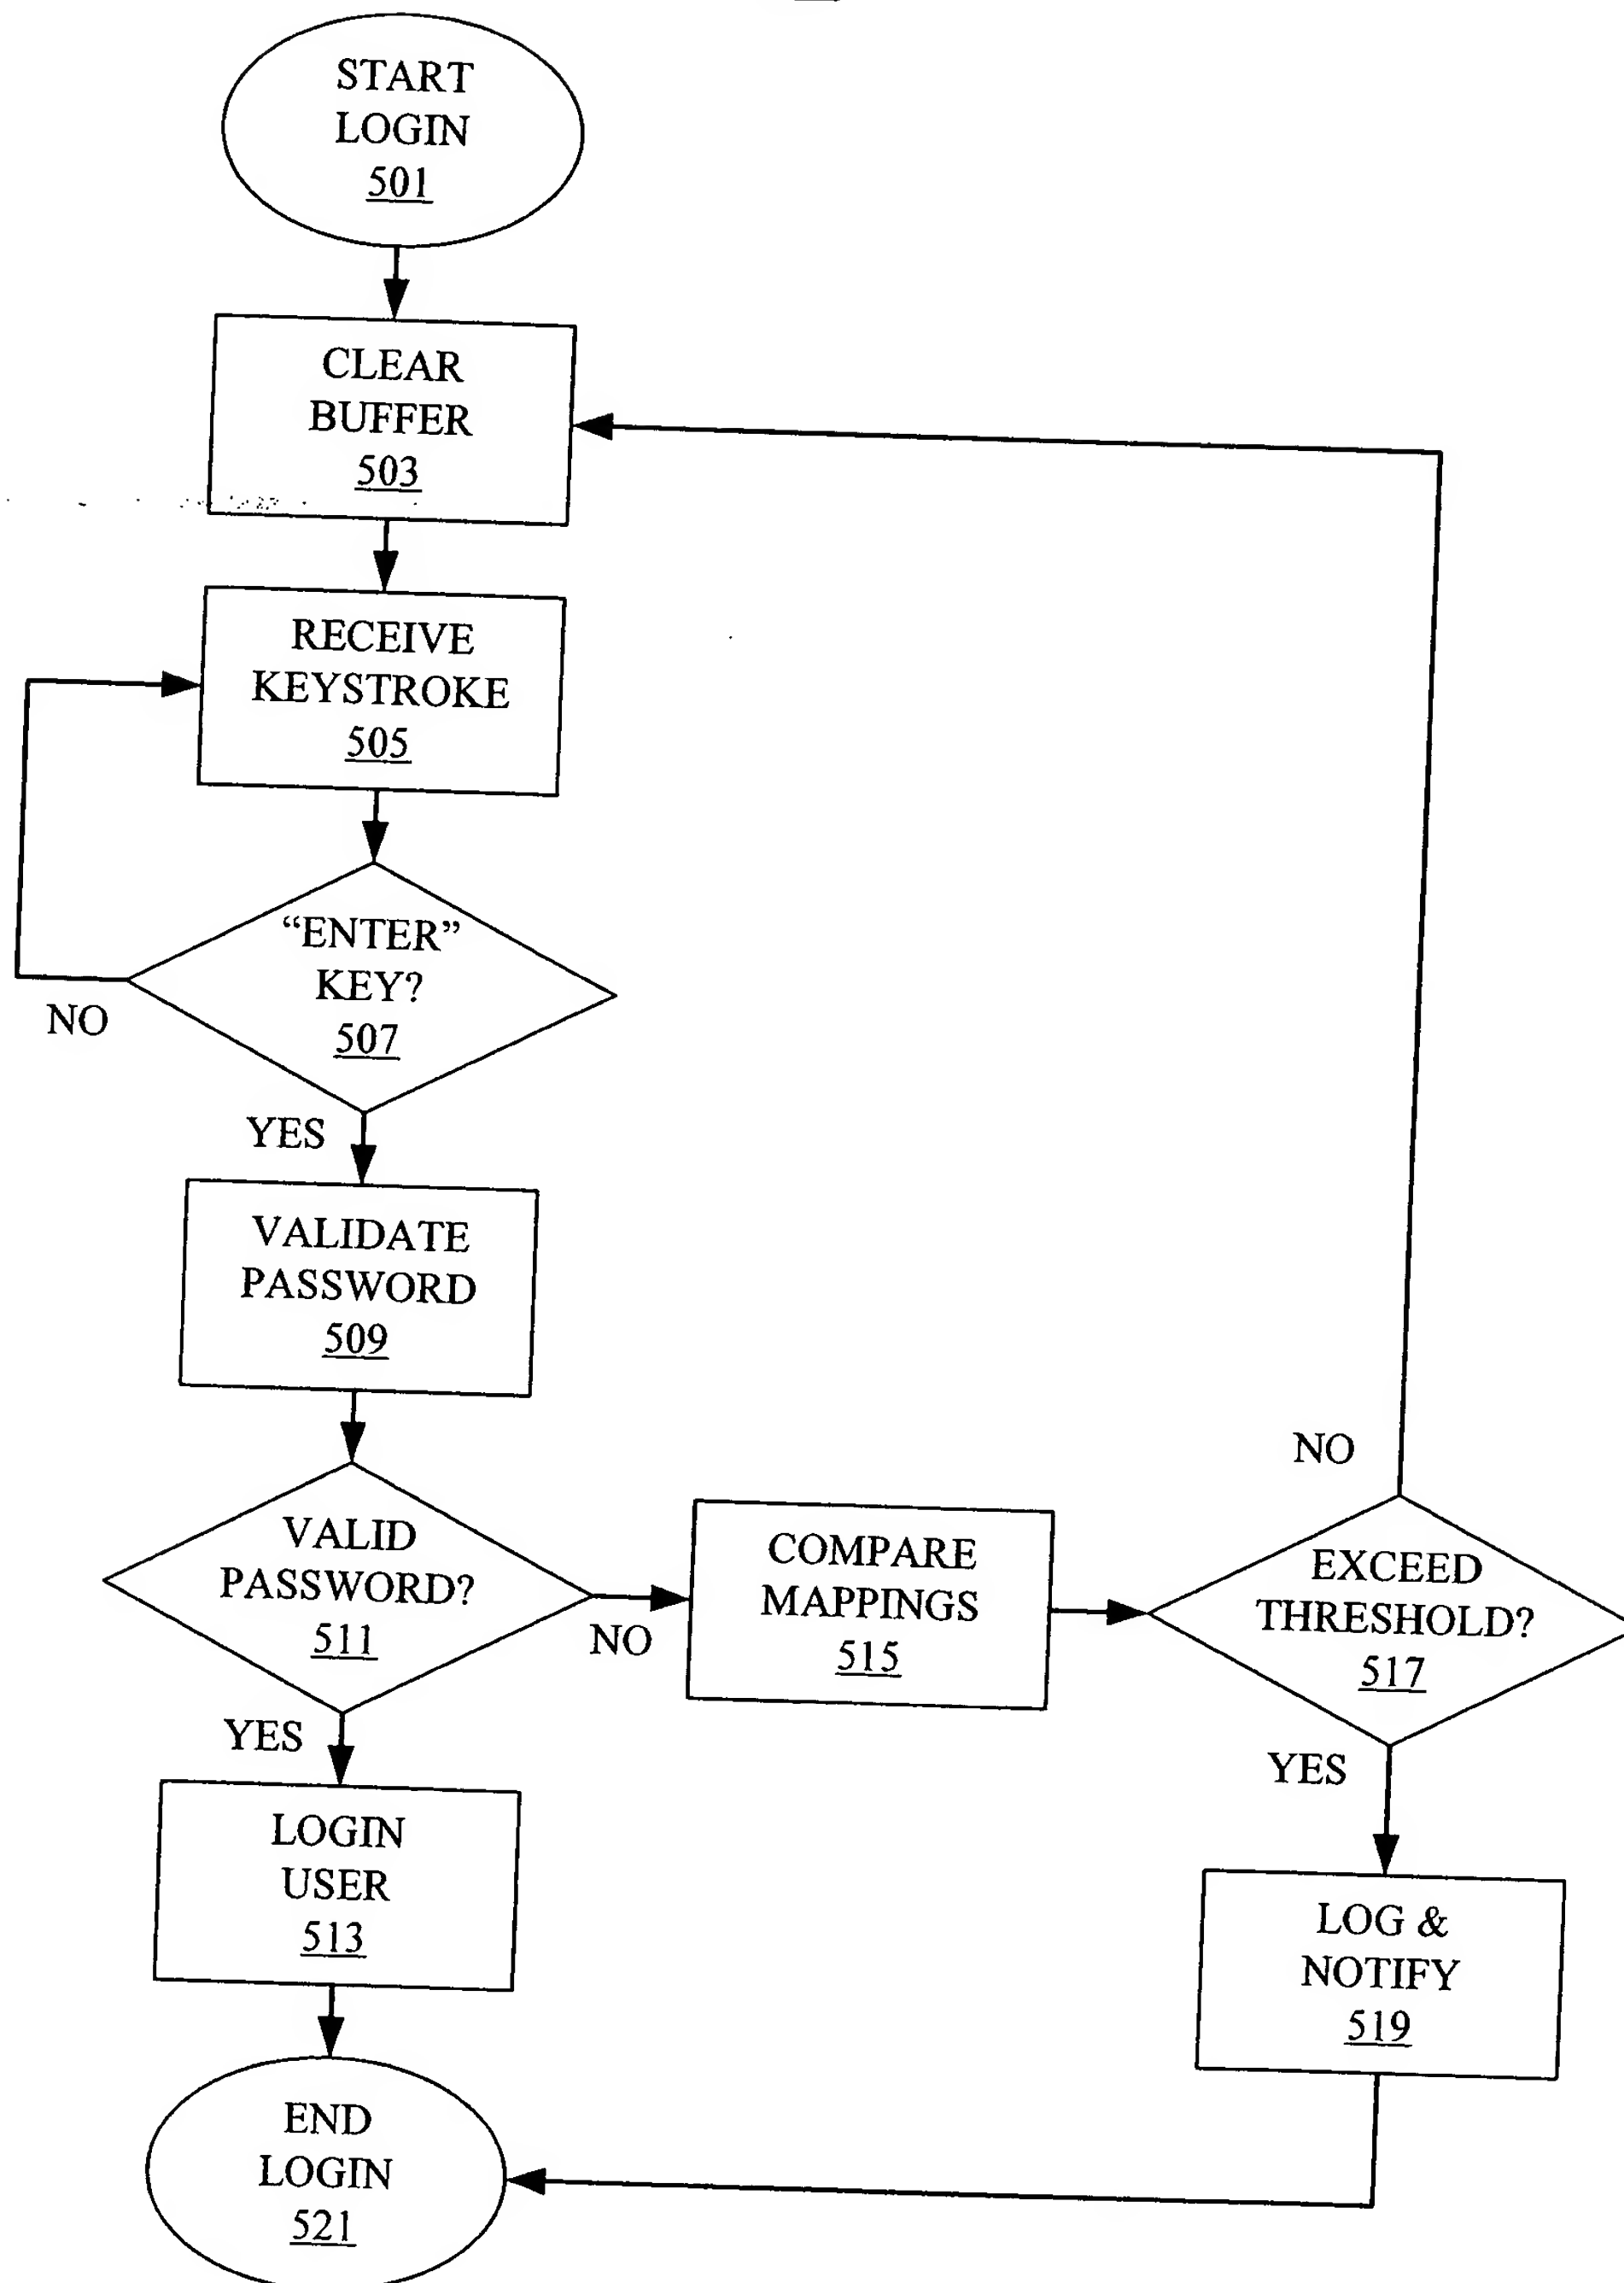 START
LOGIN
501
CLEAR
BUFFER
503
RECEIVE
KEYSTROKE
505
“ENTER”
KEY?
507
NO
YES
VALIDATE
PASSWORD
509
VALID
PASSWORD?
511
NO
YES
COMPARE
MAPPINGS
515
NO
EXCEED
THRESHOLD?
517
YES
LOGIN
USER
513
LOG &
NOTIFY
519
END
LOGIN
521